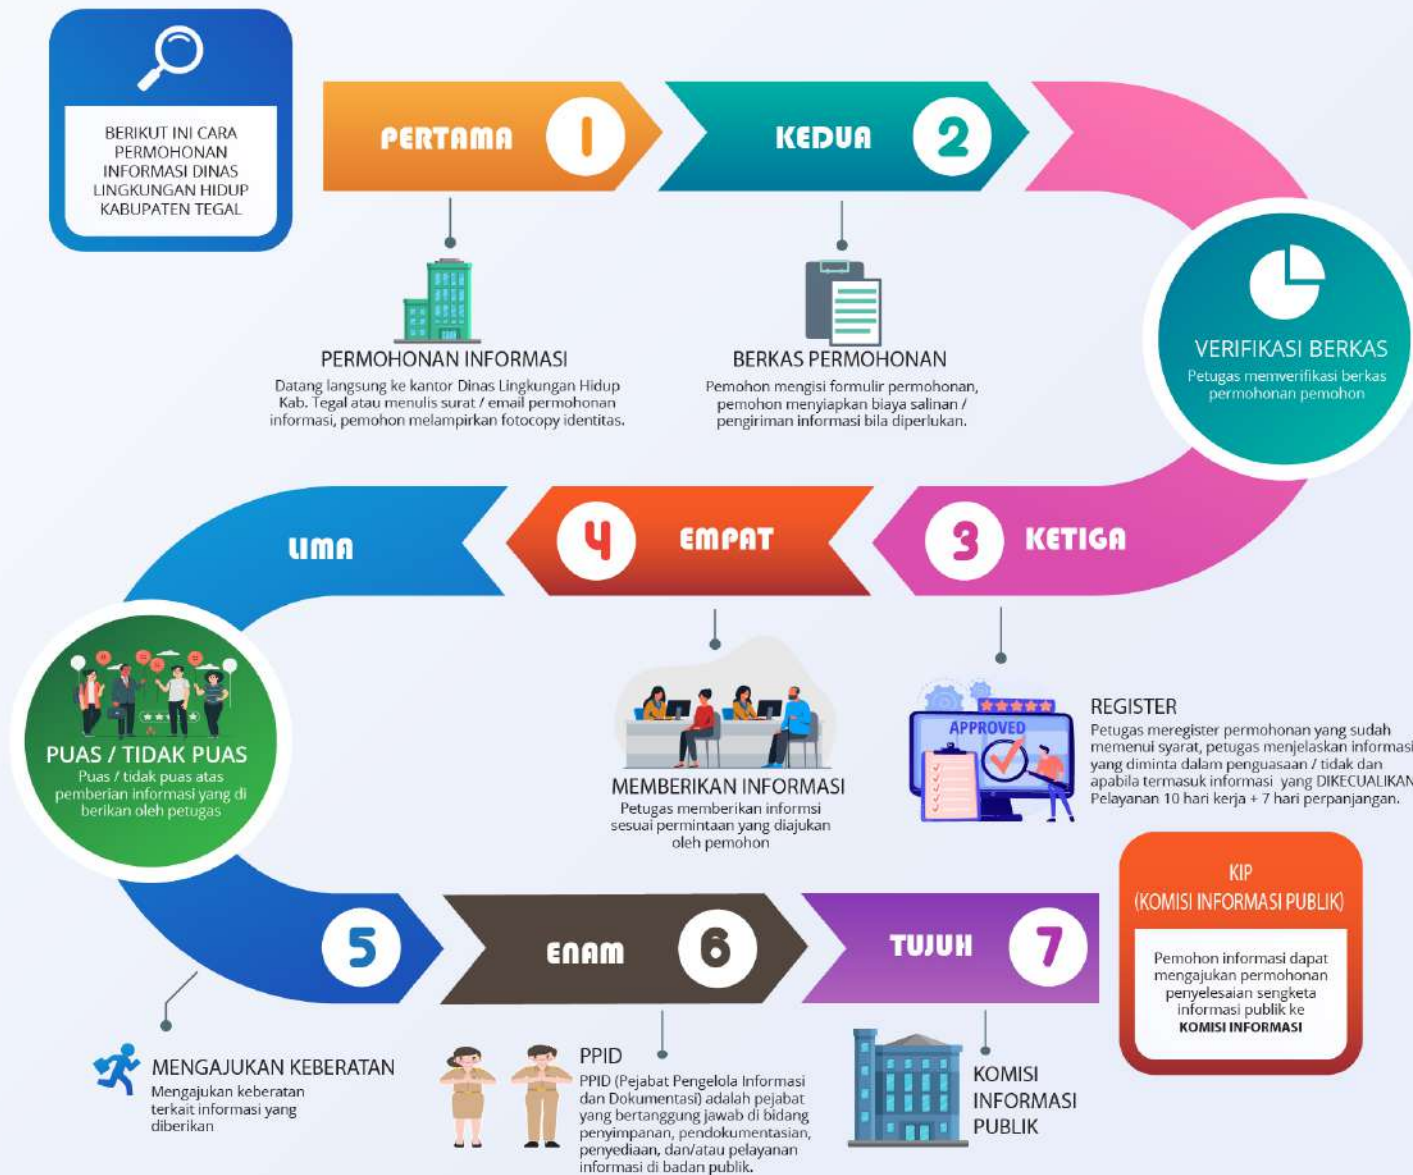 BERIKUT INI CARA
PERMOHONAN
INFORMASI DINAS
LINGKUNGAN HIDUP
KABUPATEN TEGAL
PERTAMA 1
KEDUA 2
PERMOHONAN INFORMASI
Datang langsung ke kantor Dinas Lingkungan Hidup
Kab. Tegal atau menulis surat / email permohonan
informasi, pemohon melampirkan fotocopy identitas.
BERKAS PERMOHONAN
Pemohon mengisi formulir permohonan,
pemohon menyiapkan biaya salinan /
pengiriman informasi bila diperlukan.
VERIFIKASI BERKAS
Petugas memverifikasi berkas
permohonan pemohon
3 KETIGA
REGISTER
Petugas meregister permohonan yang sudah
memenui syarat, petugas menjelaskan informasi
yang diminta dalam penguasaan / tidak dan
apabila termasuk informasi yang DIKECUALIKAN
Pelayanan 10 hari kerja + 7 hari perpanjangan.
APPROVED
4 EMPAT
MEMBERIKAN INFORMASI
Petugas memberikan informsi
sesuai permintaan yang diajukan
oleh pemohon
LIMA
PUAS / TIDAK PUAS
Puas / tidak puas atas
pemberian informasi yang di
berikan oleh petugas
5
MENGAJUKAN KEBERATAN
Mengajukan keberatan
terkait informasi yang
diberikan
ENAM 6
PPID
PPID (Pejabat Pengelola Informasi
dan Dokumentasi) adalah pejabat
yang bertanggung jawab di bidang
penyimpanan, pendokumentasian,
penyediaan, dan/atau pelayanan
informasi di badan publik.
TUJUH 7
KOMISI
INFORMASI
PUBLIK
KIP
(KOMISI INFORMASI PUBLIK)
Pemohon informasi dapat
mengajukan permohonan
penyelesaian sengketa
informasi publik ke
KOMISI INFORMASI